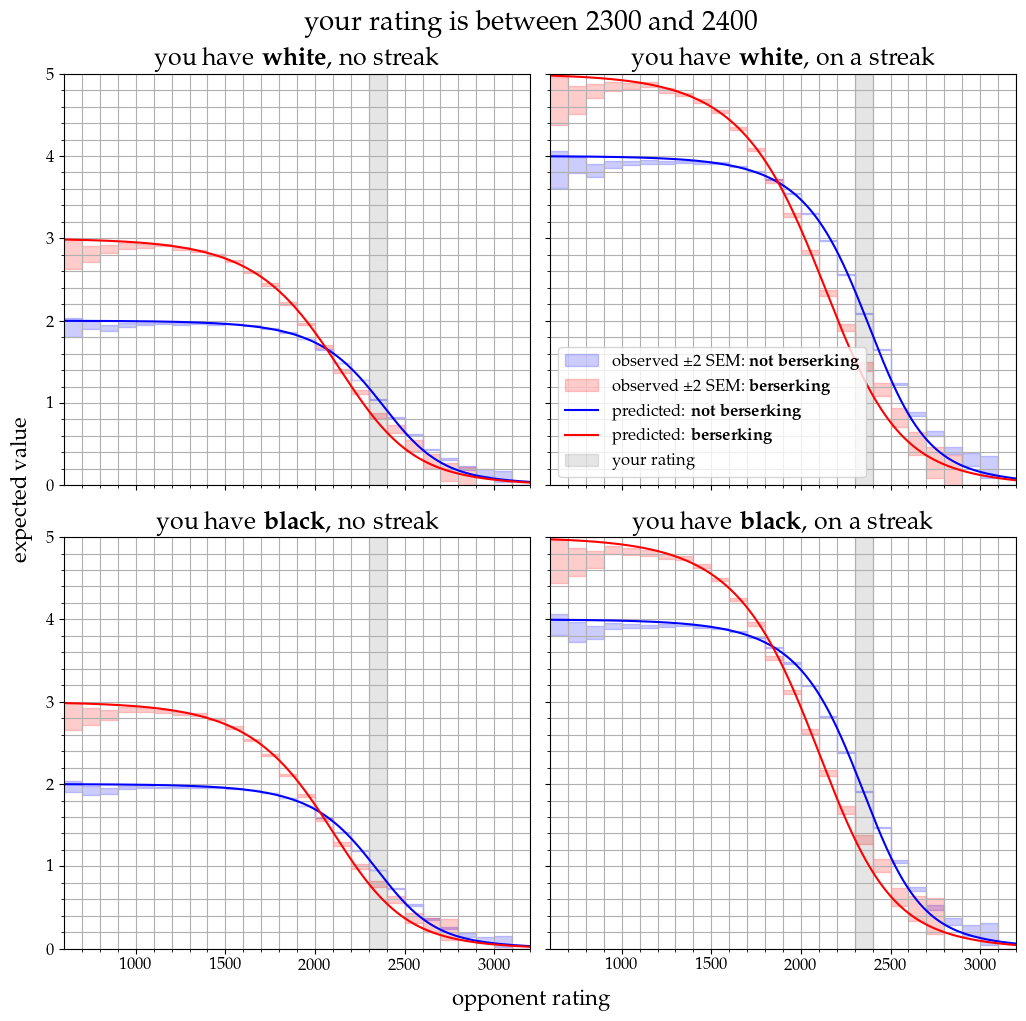 your rating is between 2300 and 2400
you have white, no streak
you have white, on a streak
5
4
3
2
1
0
observed ±2 SEM: not berserking
observed ±2 SEM: berserking
predicted: not berserking
predicted: berserking
your rating
expected value
you have black, no streak
you have black, on a streak
5
4
3
2
1
0
1000 1500 2000 2500 3000
1000 1500 2000 2500 3000
opponent rating